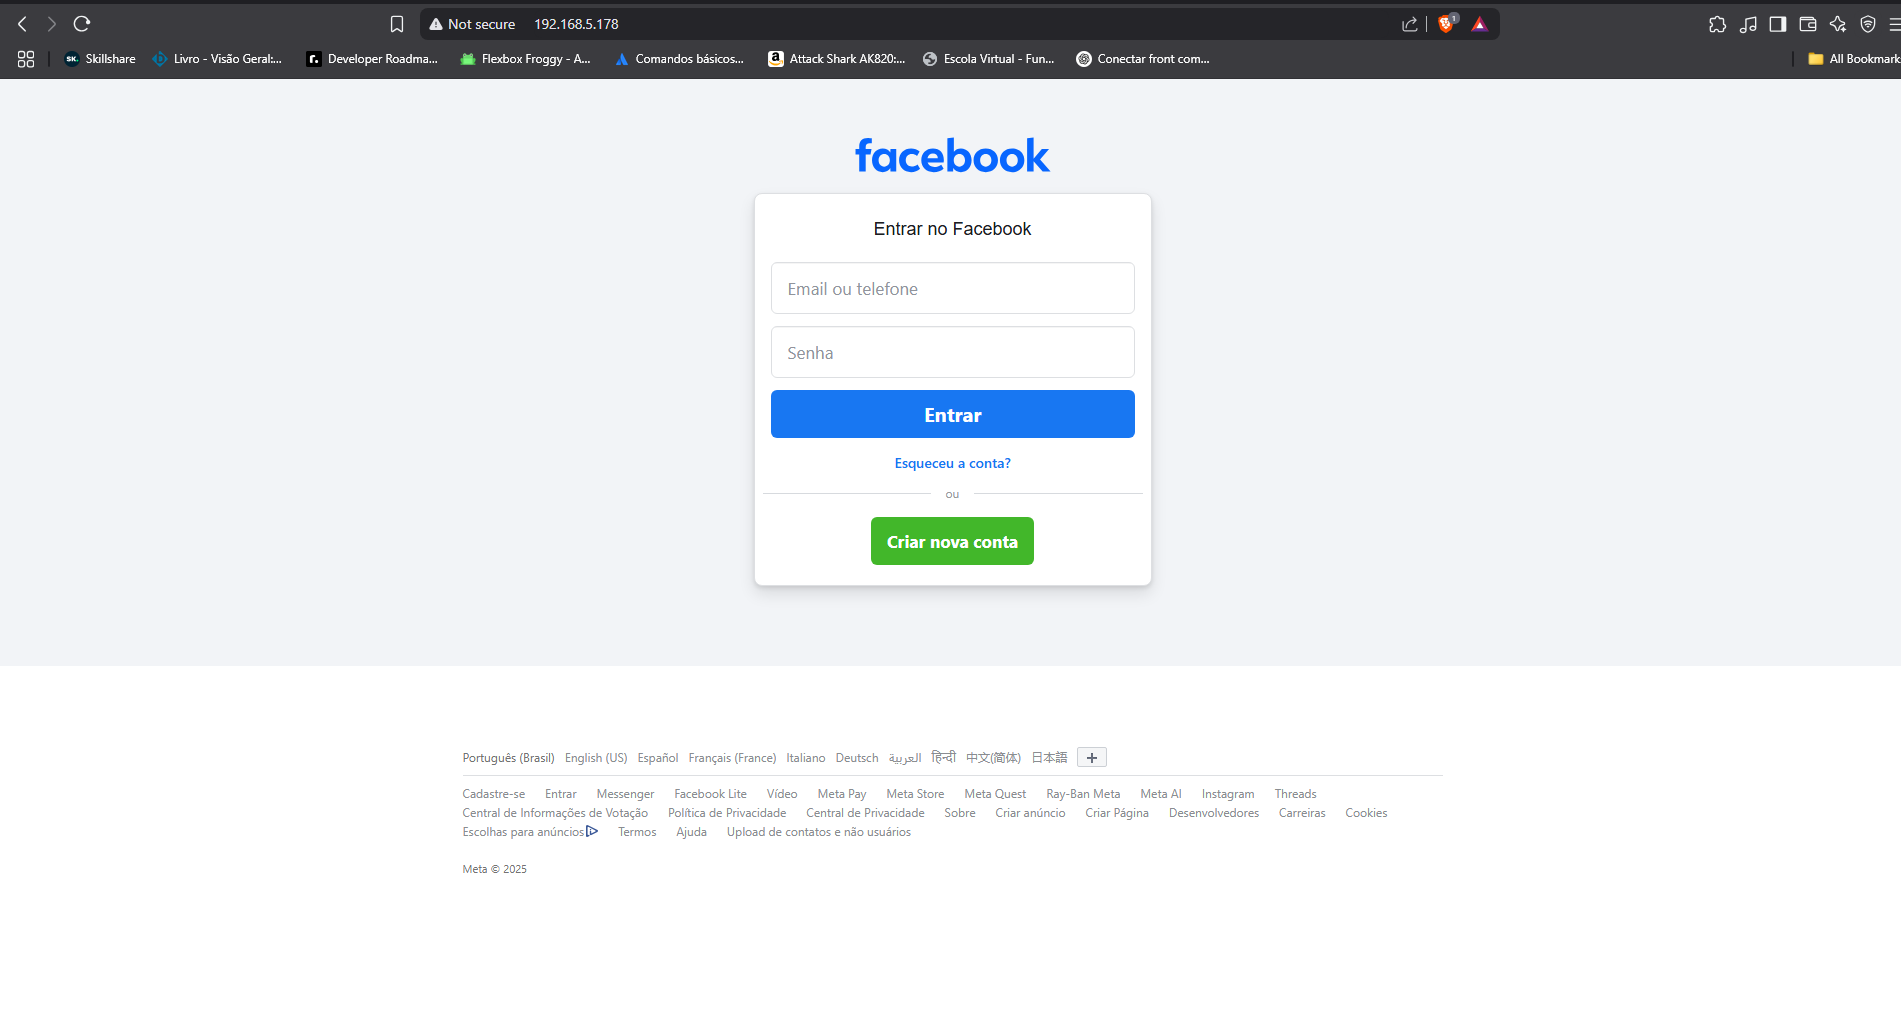 Not secure 192.168.5.178 1
SK. Skillshare Livro - Visão Geral:... r. Developer Roadma... Flexbox Froggy - A... Comandos básicos... a Attack Shark AK820:... Escola Virtual - Fun... Conectar front com... All Bookmark
facebook
Entrar no Facebook
Email ou telefone
Senha
Entrar
Esqueceu a conta?
ou
Criar nova conta
Português (Brasil) English (US) Español Français (France) Italiano Deutsch العربية हिन्दी 中文(简体) 日本語 +
Cadastre-se Entrar Messenger Facebook Lite Vídeo Meta Pay Meta Store Meta Quest Ray-Ban Meta Meta AI Instagram Threads
Central de Informações de Votação Política de Privacidade Central de Privacidade Sobre Criar anúncio Criar Página Desenvolvedores Carreiras Cookies
Escolhas para anúncios Termos Ajuda Upload de contatos e não usuários
Meta © 2025